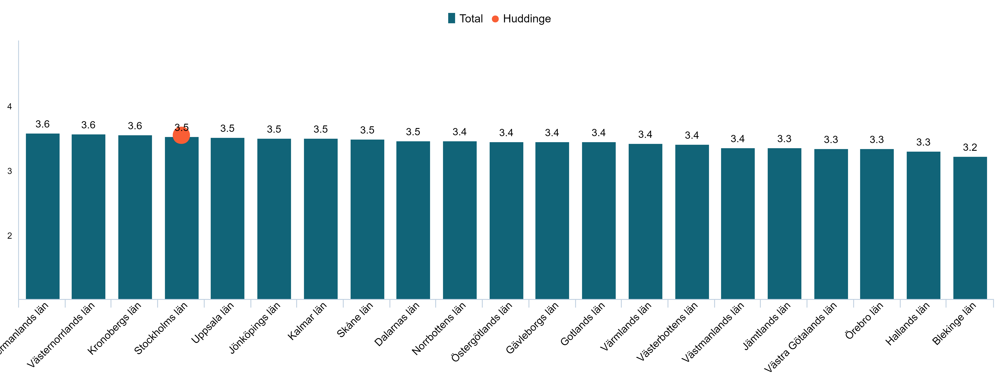 Total Huddinge
4
3
2
3.6 3.6 3.6 3.5 3.5 3.5 3.5 3.5 3.5 3.4 3.4 3.4 3.4 3.4 3.4 3.4 3.3 3.3 3.3 3.3 3.2
län
Västernorrlands län
Kronobergs län
Stockholms län
Uppsala län
Jönköpings län
Kalmar län
Skåne län
Dalarnas län
Norrbottens län
Östergötlands län
Gävleborgs län
Gotlands län
Värmlands län
Västerbottens län
Västmanlands län
Jämtlands län
Västra Götalands län
Örebro län
Hallands län
Blekinge län